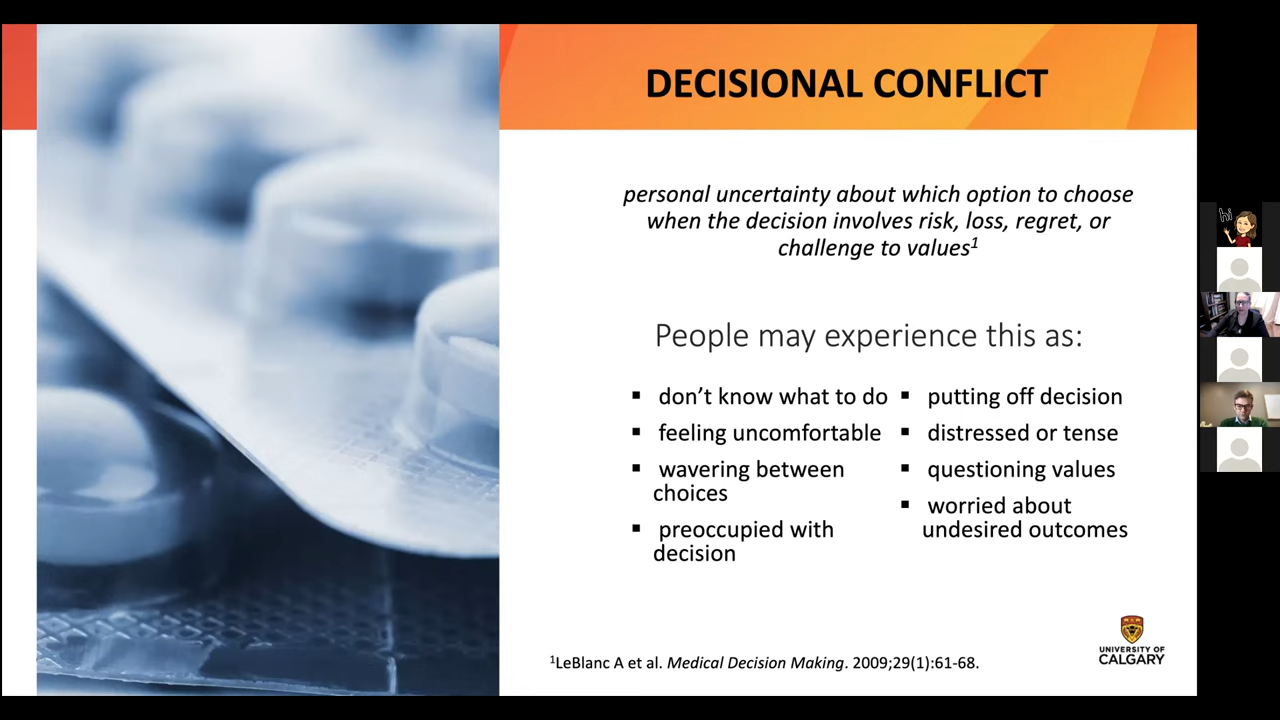 DECISIONAL CONFLICT
personal uncertainty about which option to choose
when the decision involves risk, loss, regret, or
challenge to values¹
People may experience this as:
▪ don’t know what to do
▪ feeling uncomfortable
▪ wavering between
choices
▪ preoccupied with
decision
▪ putting off decision
▪ distressed or tense
▪ questioning values
▪ worried about
undesired outcomes
¹LeBlanc A et al. Medical Decision Making. 2009;29(1):61-68.
UNIVERSITY OF
CALGARY
hi